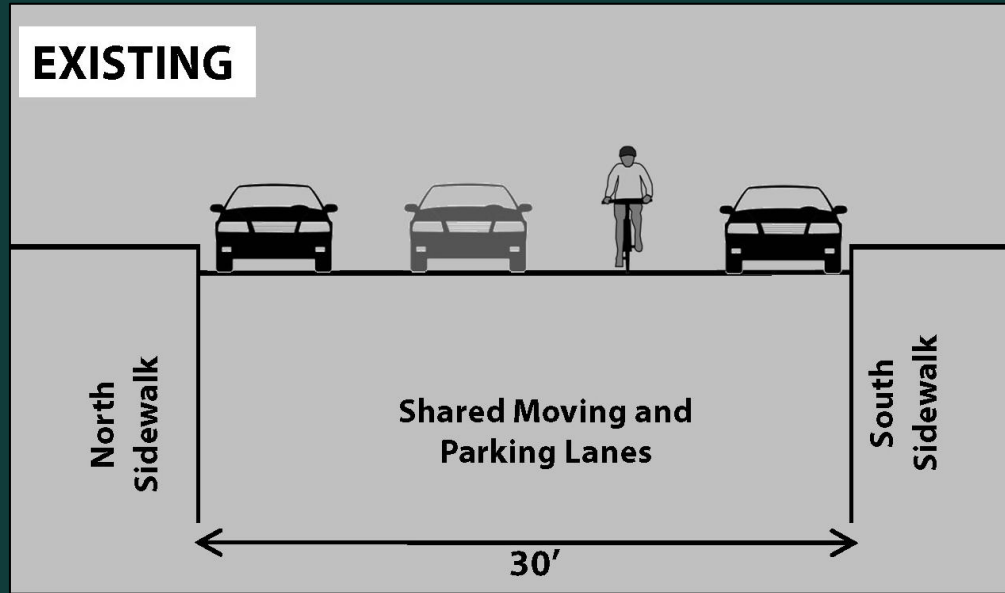 EXISTING
North
Sidewalk
Shared Moving and
Parking Lanes
South
Sidewalk
30’